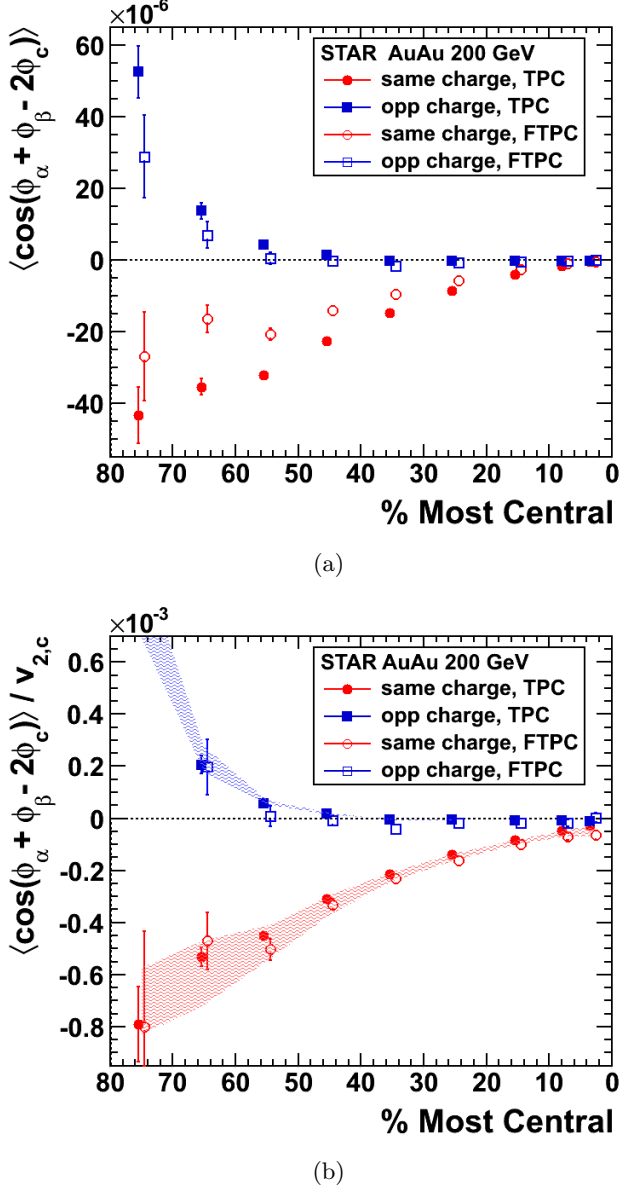 ×10⁻⁶
⟨cos(ϕα + ϕβ - 2ϕc)⟩
60
40
20
0
-20
-40
STAR AuAu 200 GeV
same charge, TPC
opp charge, TPC
same charge, FTPC
opp charge, FTPC
80 70 60 50 40 30 20 10 0
% Most Central
(a)
×10⁻³
⟨cos(ϕα + ϕβ - 2ϕc)⟩ / v2,c
0.6
0.4
0.2
0
-0.2
-0.4
-0.6
-0.8
STAR AuAu 200 GeV
same charge, TPC
opp charge, TPC
same charge, FTPC
opp charge, FTPC
80 70 60 50 40 30 20 10 0
% Most Central
(b)